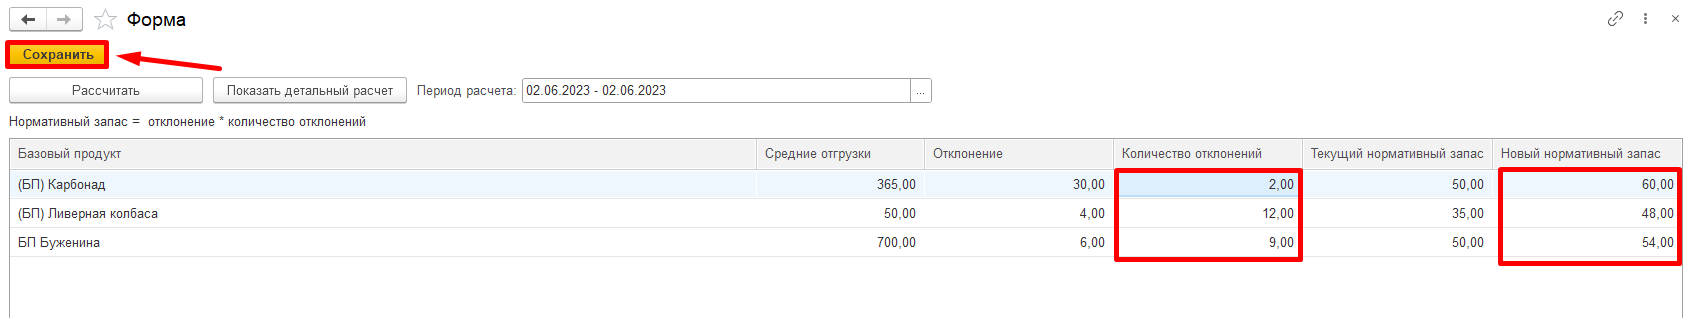 Форма
Сохранить
Рассчитать Показать детальный расчет Период расчета: 02.06.2023 - 02.06.2023 ...
Нормативный запас = отклонение * количество отклонений
Базовый продукт Средние отгрузки Отклонение Количество отклонений Текущий нормативный запас Новый нормативный запас
(БП) Карбонад 365,00 30,00 2,00 50,00 60,00
(БП) Ливерная колбаса 50,00 4,00 12,00 35,00 48,00
БП Буженина 700,00 6,00 9,00 50,00 54,00